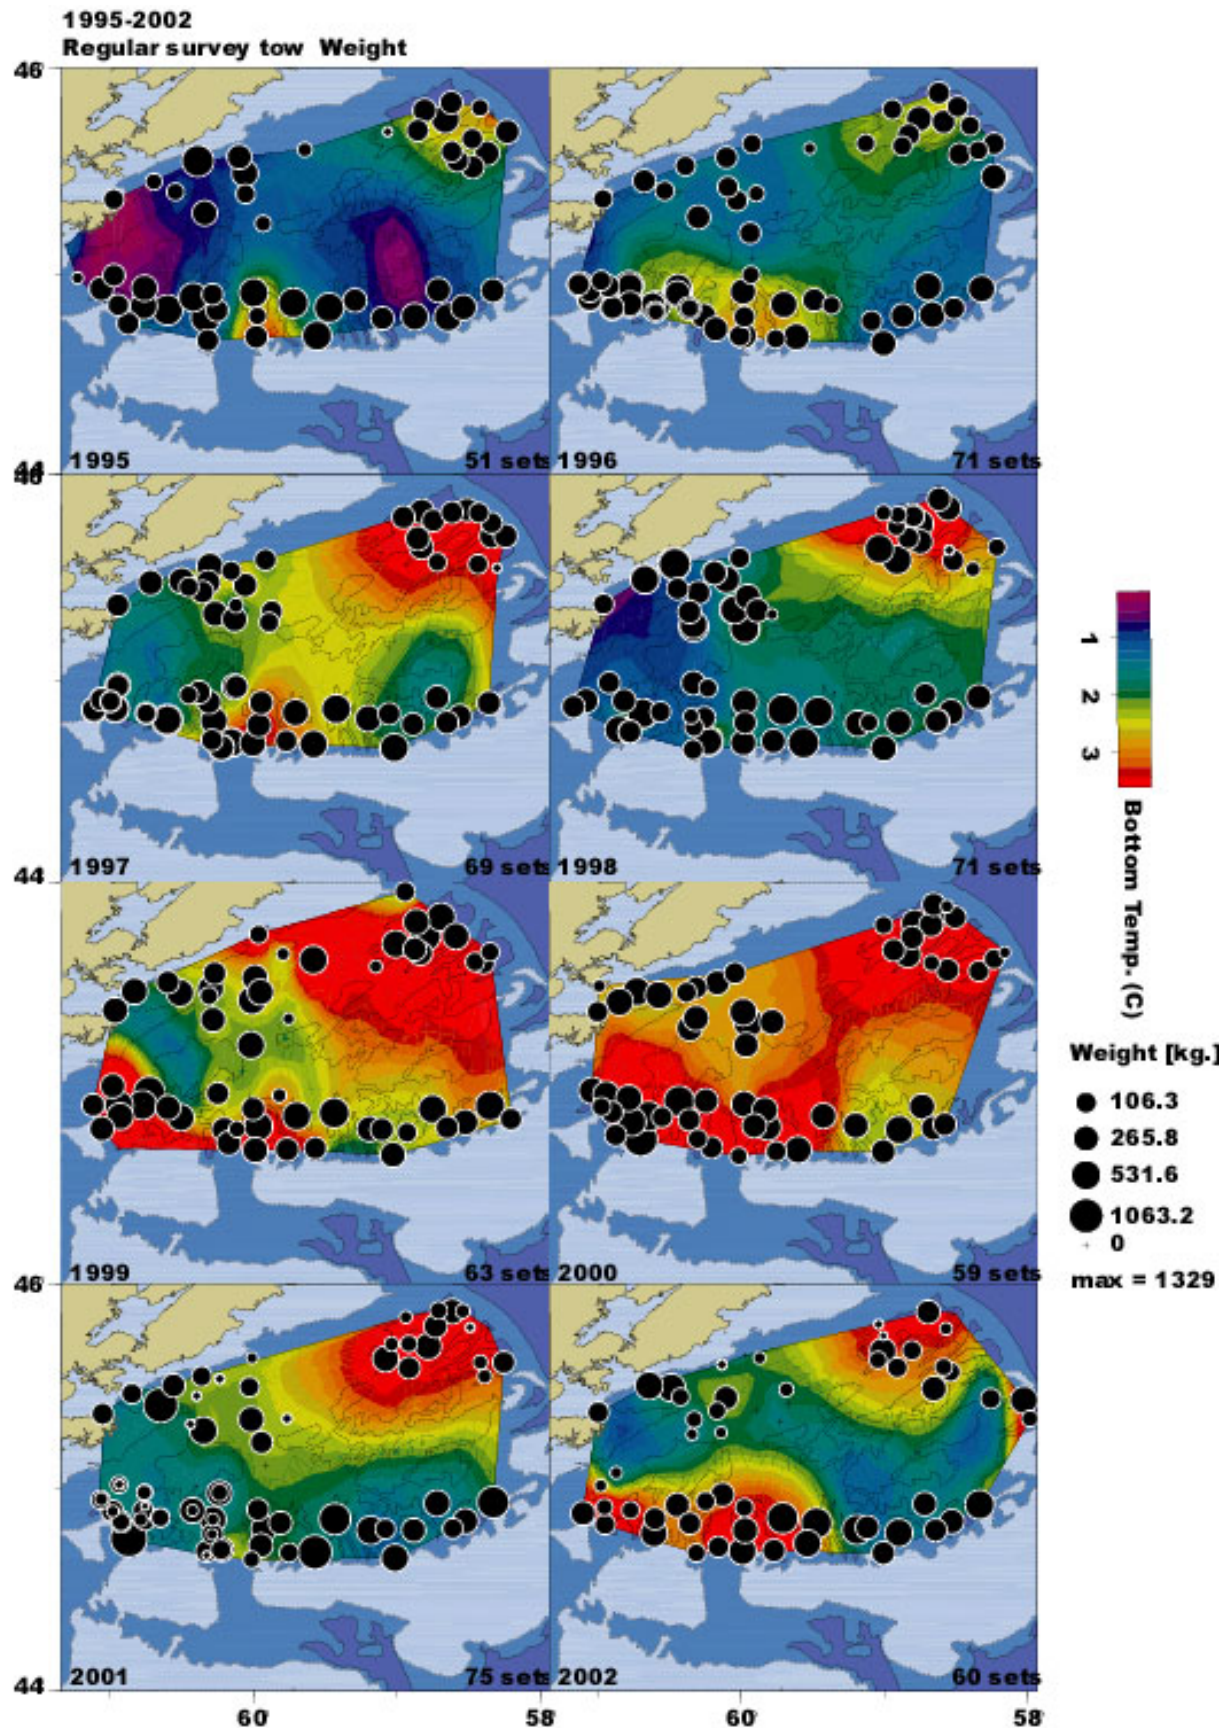 1995-2002
Regular survey tow Weight
46
1995
51 sets
1996
71 sets
44
46
1997
69 sets
1998
71 sets
44
1999
63 sets
2000
59 sets
46
2001
75 sets
2002
60 sets
44
60
58
60
58
1
2
3
Bottom Temp. (C)
Weight [kg.]
106.3
265.8
531.6
1063.2
0
max = 1329